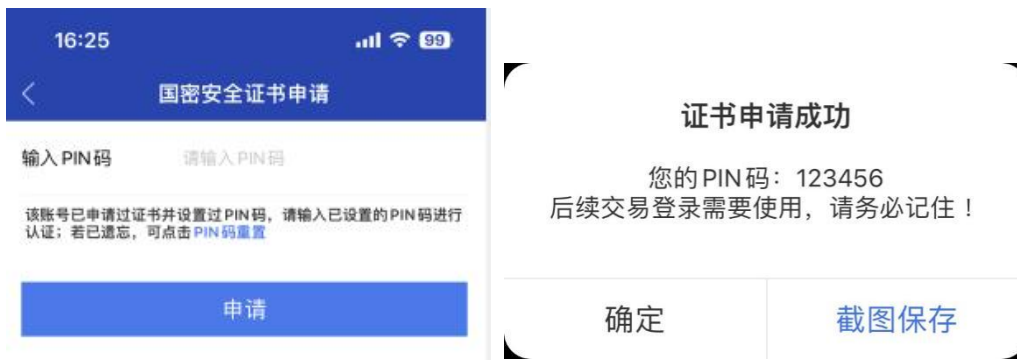 16:25
99
国密安全证书申请
输入PIN码
请输入PIN码
该账号已申请过证书并设置过PIN码，请输入已设置的PIN码进行
认证；若已遗忘，可点击PIN码重置
申请
证书申请成功
您的PIN码：123456
后续交易登录需要使用，请务必记住！
确定
截图保存